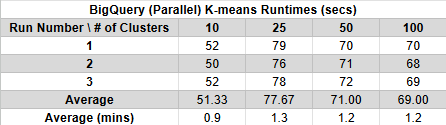 BigQuery (Parallel) K-means Runtimes (secs)
Run Number \ # of Clusters 10 25 50 100
1 52 79 70 70
2 50 76 71 68
3 52 78 72 69
Average 51.33 77.67 71.00 69.00
Average (mins) 0.9 1.3 1.2 1.2